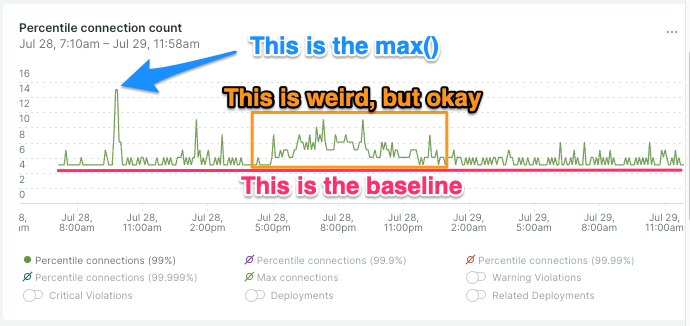 Percentile connection count
Jul 28, 7:10am – Jul 29, 11:58am
...
This is the max()
This is weird, but okay
This is the baseline
16
14
12
10
8
6
4
2
0
8, Jul 28, Jul 28, Jul 28, Jul 28, Jul 28, Jul 28, Jul 29, Jul 29, Jul 29, Jul 29,
m 8:00am 11:00am 2:00pm 5:00pm 8:00pm 11:00pm 2:00am 5:00am 8:00am 11:00am
Percentile connections (99%) Percentile connections (99.9%) Percentile connections (99.99%)
Percentile connections (99.999%) Max connections Warning Violations
Critical Violations Deployments Related Deployments